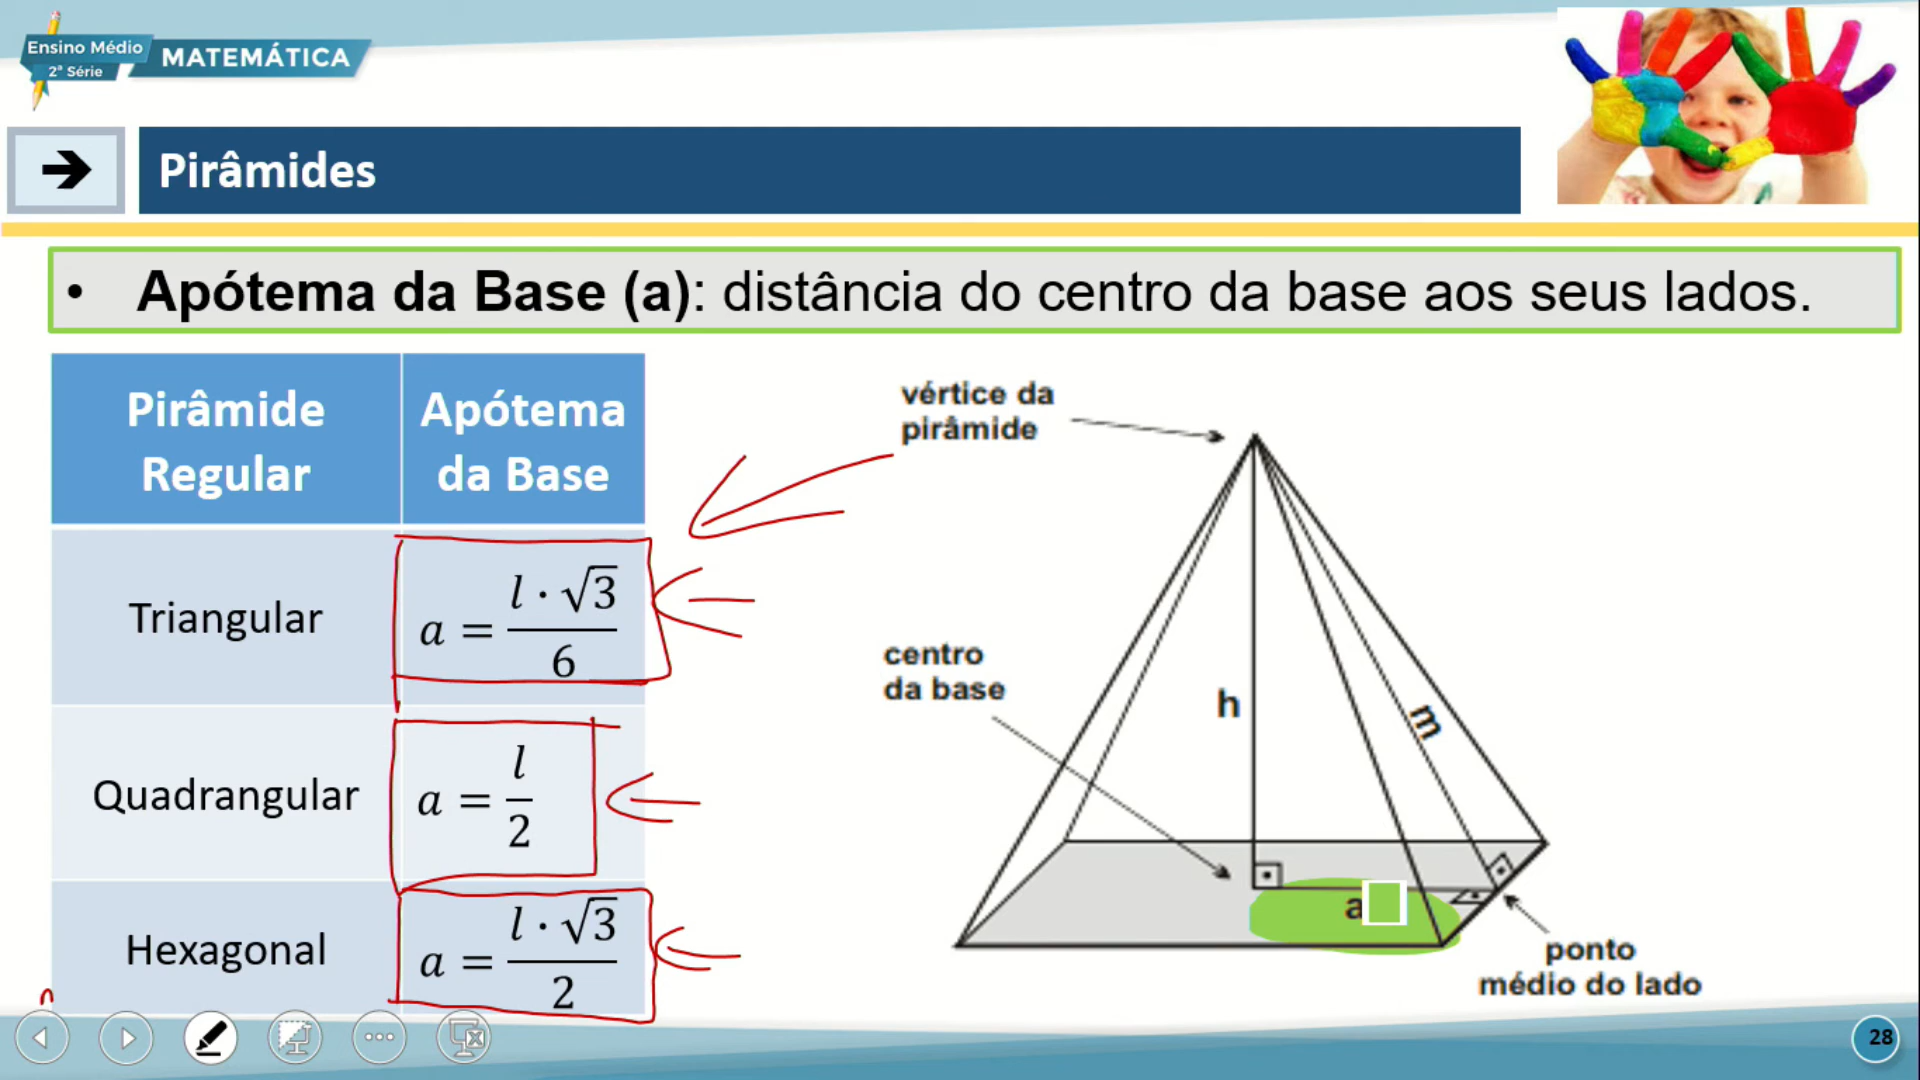 Ensino Médio
2ª Série
MATEMÁTICA
Pirâmides
• Apótema da Base (a): distância do centro da base aos seus lados.
Pirâmide Regular
Apótema da Base
Triangular
a = l · √3 / 6
Quadrangular
a = l / 2
Hexagonal
a = l · √3 / 2
vértice da
pirâmide
centro
da base
h
m
a
ponto
médio do lado
28